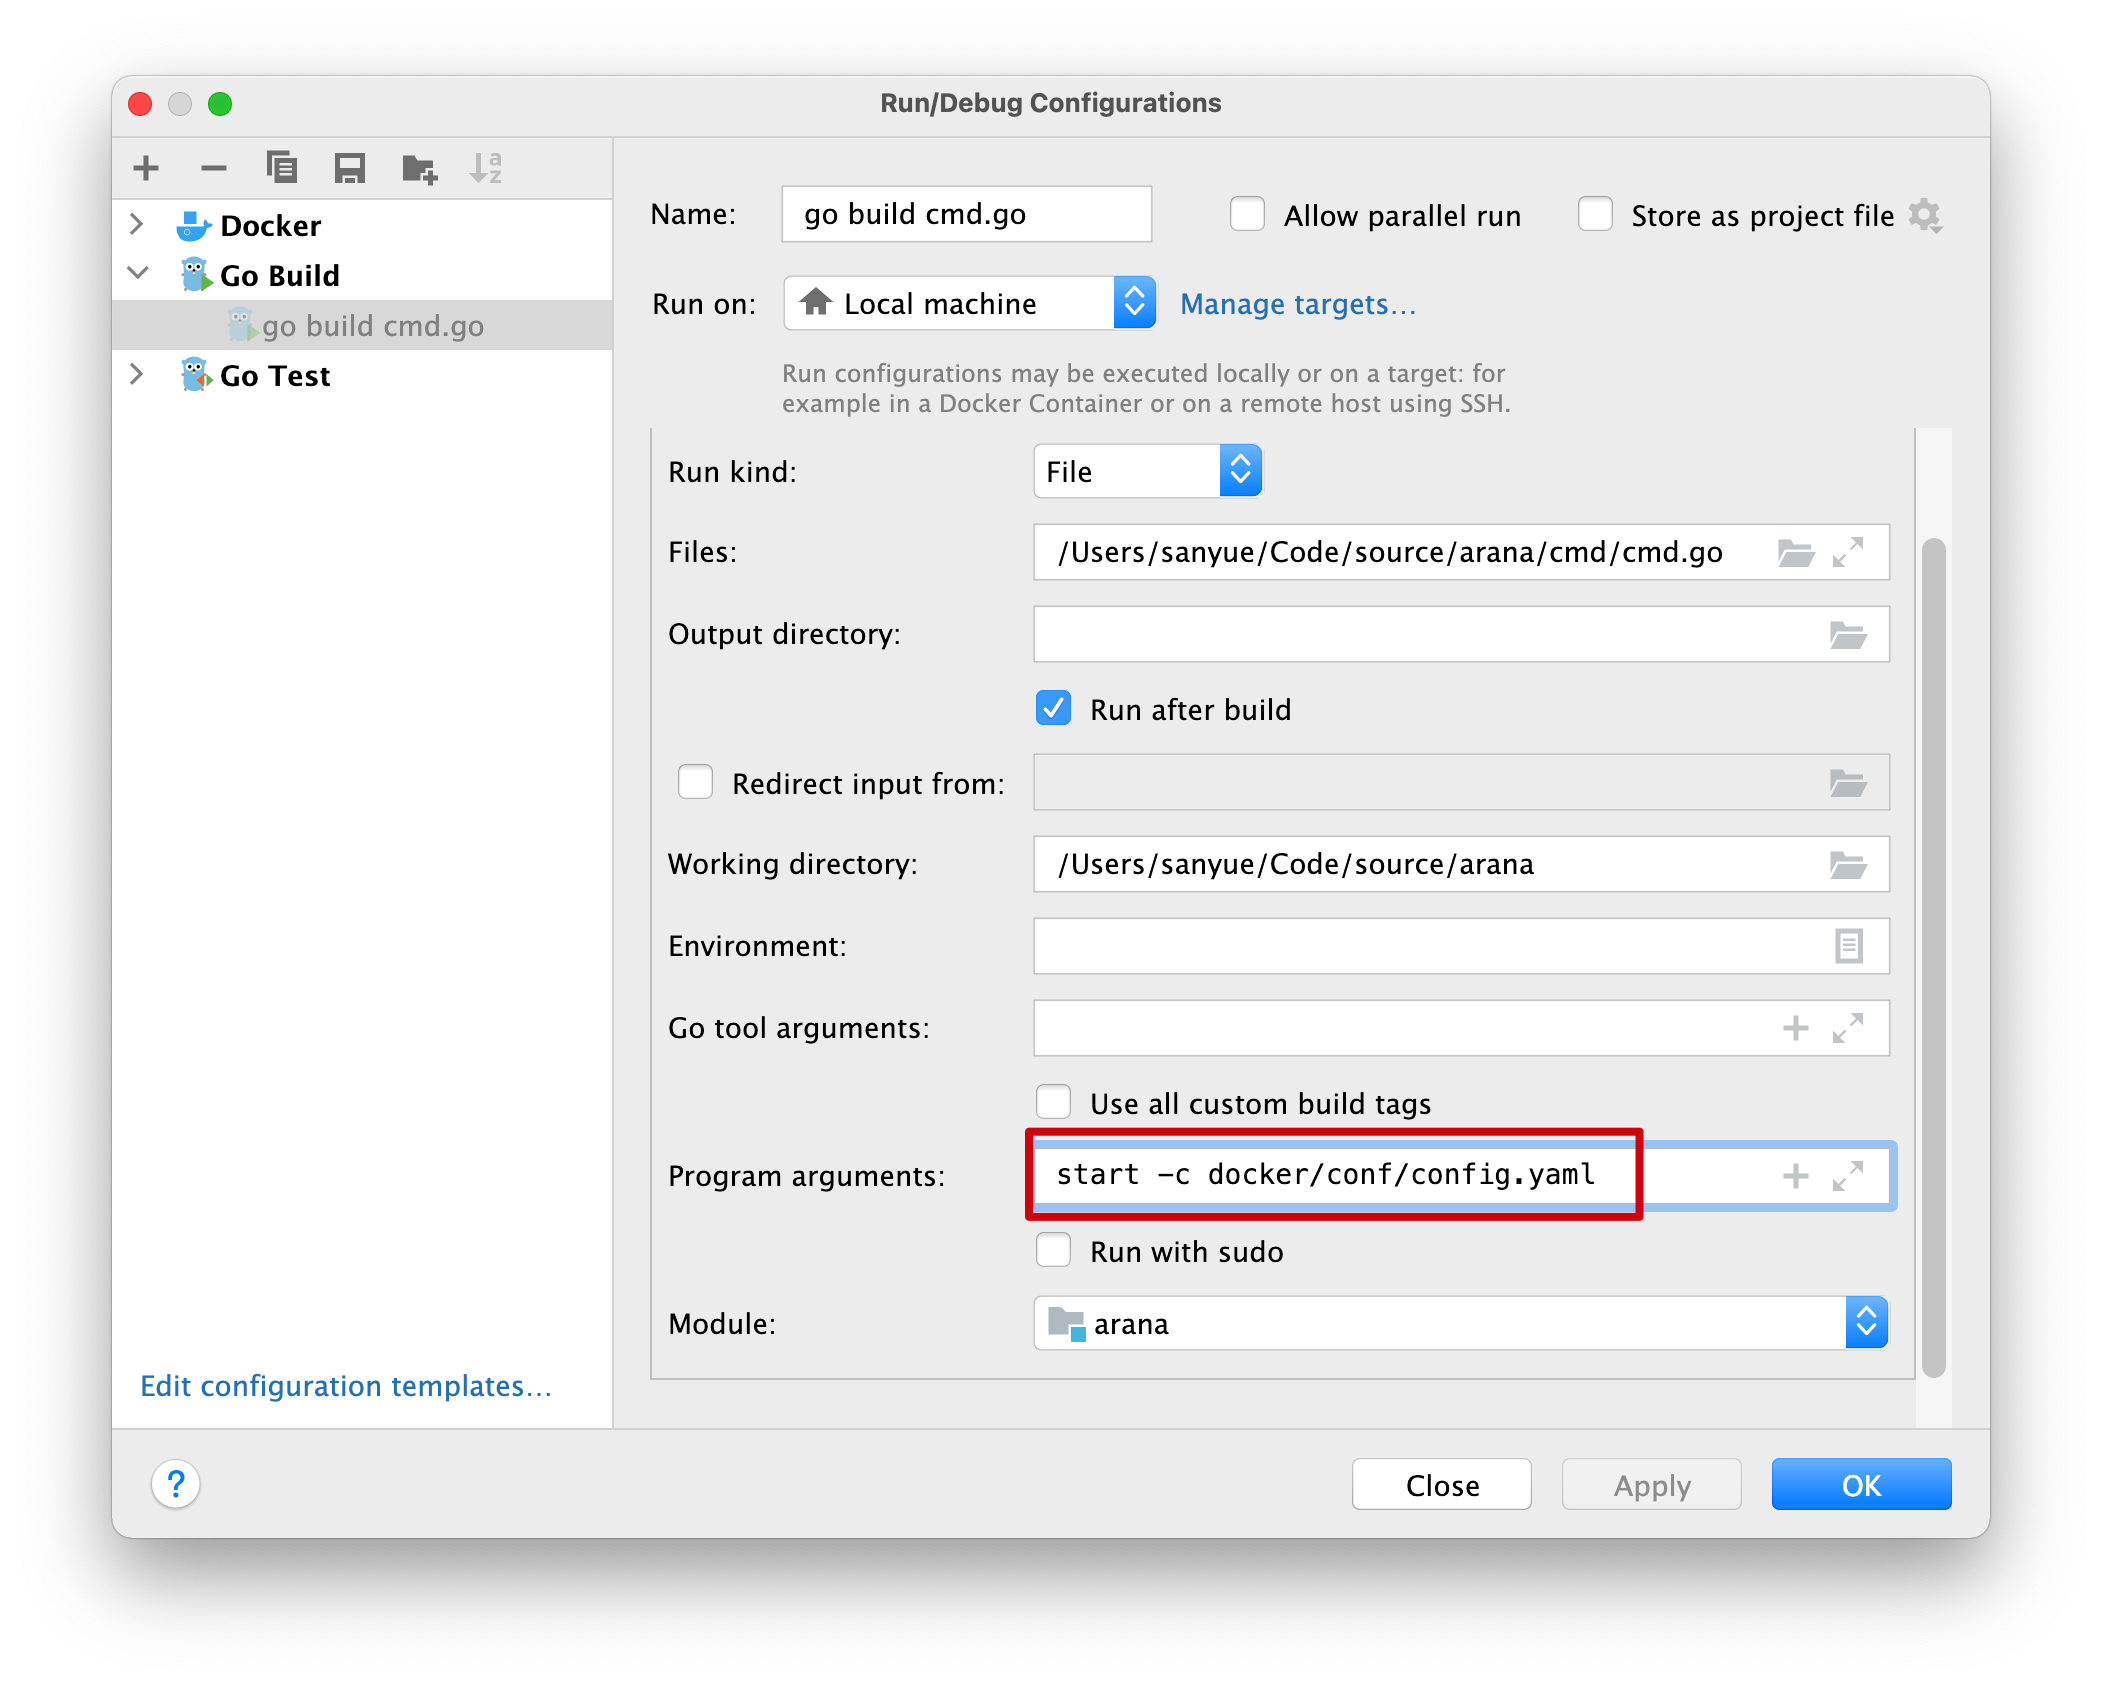 Run/Debug Configurations
Docker
Go Build
go build cmd.go
Go Test
Edit configuration templates...
Name: go build cmd.go Allow parallel run Store as project file
Run on: Local machine Manage targets...
Run configurations may be executed locally or on a target: for
example in a Docker Container or on a remote host using SSH.
Run kind: File
Files: /Users/sanyue/Code/source/arana/cmd/cmd.go
Output directory:
Run after build
Redirect input from:
Working directory: /Users/sanyue/Code/source/arana
Environment:
Go tool arguments:
Use all custom build tags
Program arguments: start -c docker/conf/config.yaml
Run with sudo
Module: arana
? Close Apply OK